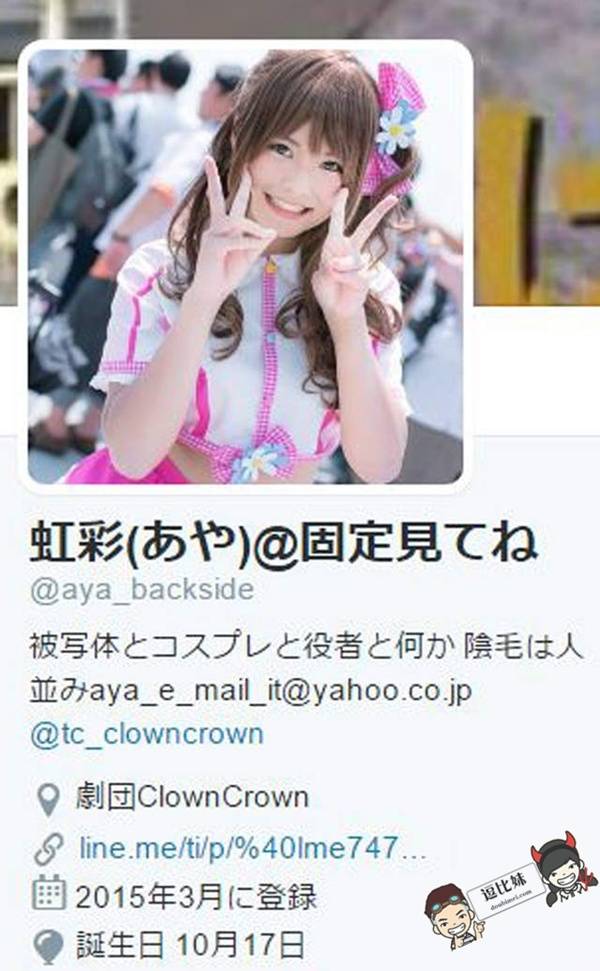 虹彩(あや)@固定見てね
@aya_backside
被写体とコスプレと役者と何か 陰毛は人
並みaya_e_mail_it@yahoo.co.jp
@tc_clowncrown
劇団ClownCrown
line.me/ti/p/%40lme747...
2015年3月に登録
誕生日 10月17日
逗比妹
doubimei.com